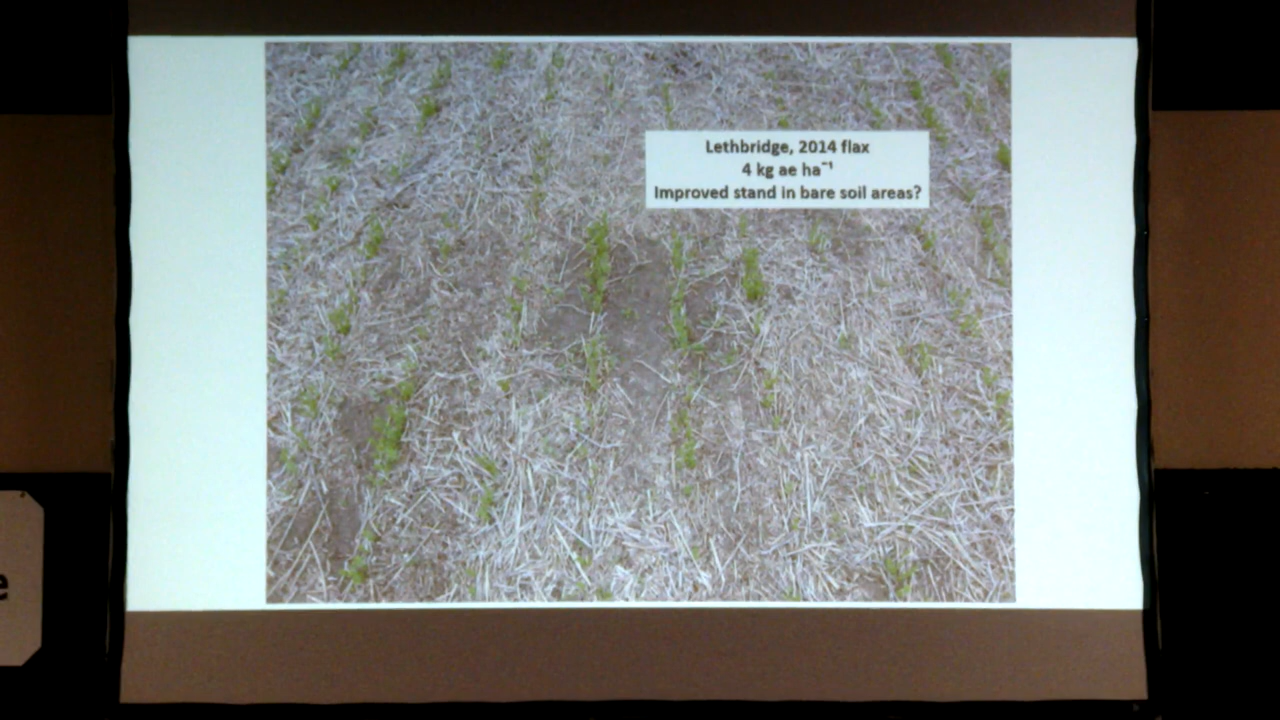 Lethbridge, 2014 flax
4 kg ae ha⁻¹
Improved stand in bare soil areas?
e